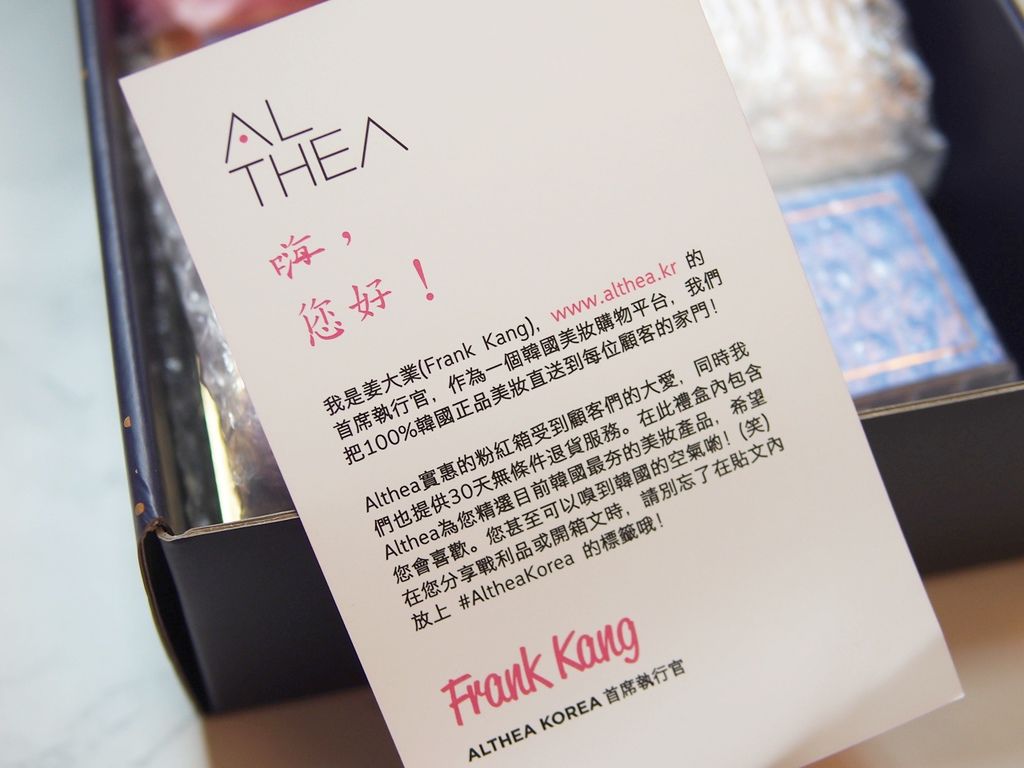 AL
THEA
嗨，
您好！
我是姜大業(Frank Kang)，www.althea.kr 的
首席執行官，作為一個韓國美妝購物平台，我們
把100%韓國正品美妝直送到每位顧客的家門！
Althea實惠的粉紅箱受到顧客們的大愛，同時我
們也提供30天無條件退貨服務。在此禮盒內包含
Althea為您精選目前韓國最夯的美妝產品，希望
您會喜歡。您甚至可以嗅到韓國的空氣喲！(笑)
在您分享戰利品或開箱文時，請別忘了在貼文內
放上 #AltheaKorea 的標籤哦！
Frank Kang
ALTHEA KOREA 首席執行官